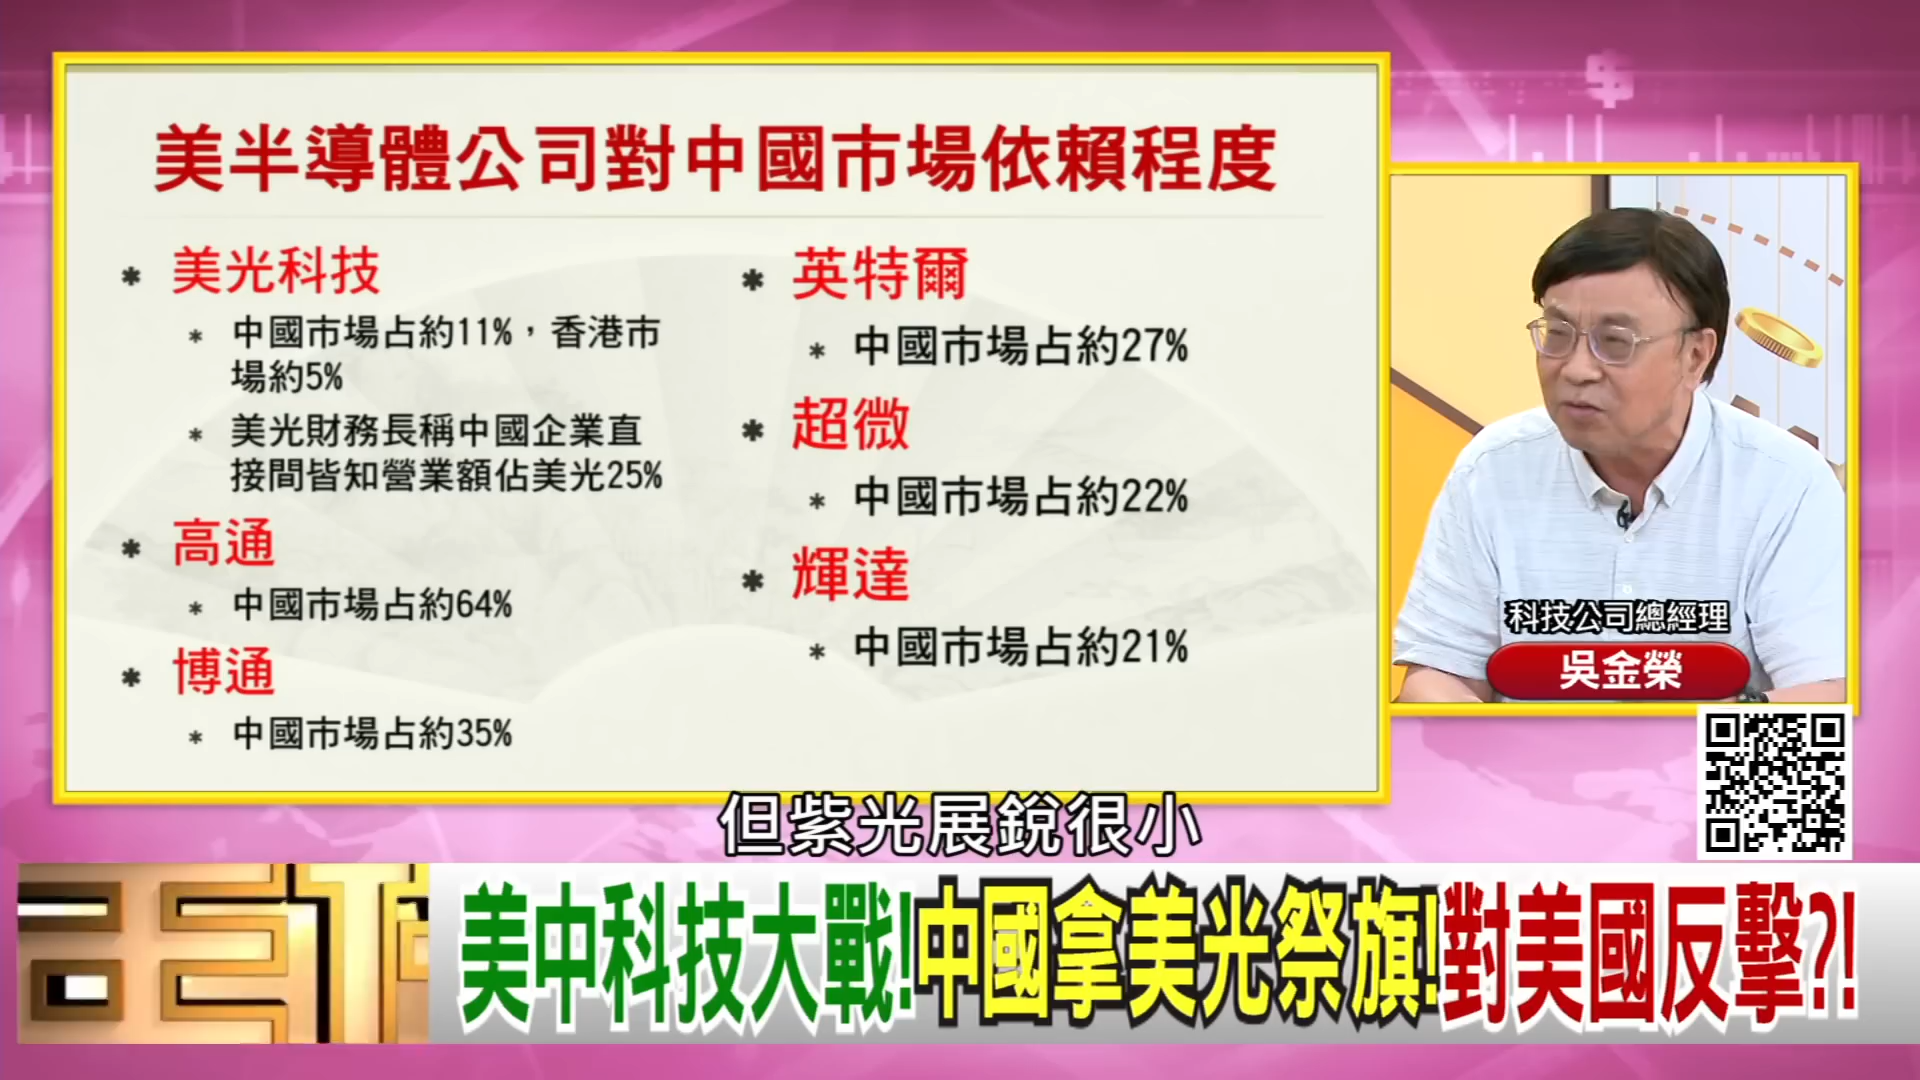 美半導體公司對中國市場依賴程度
美光科技
中國市場占約11%，香港市
場約5%
美光財務長稱中國企業直
接間皆知營業額佔美光25%
高通
中國市場占約64%
博通
中國市場占約35%
英特爾
中國市場占約27%
超微
中國市場占約22%
輝達
中國市場占約21%
科技公司總經理
吳金榮
但紫光展銳很小
美中科技大戰!中國拿美光祭旗!對美國反擊?!